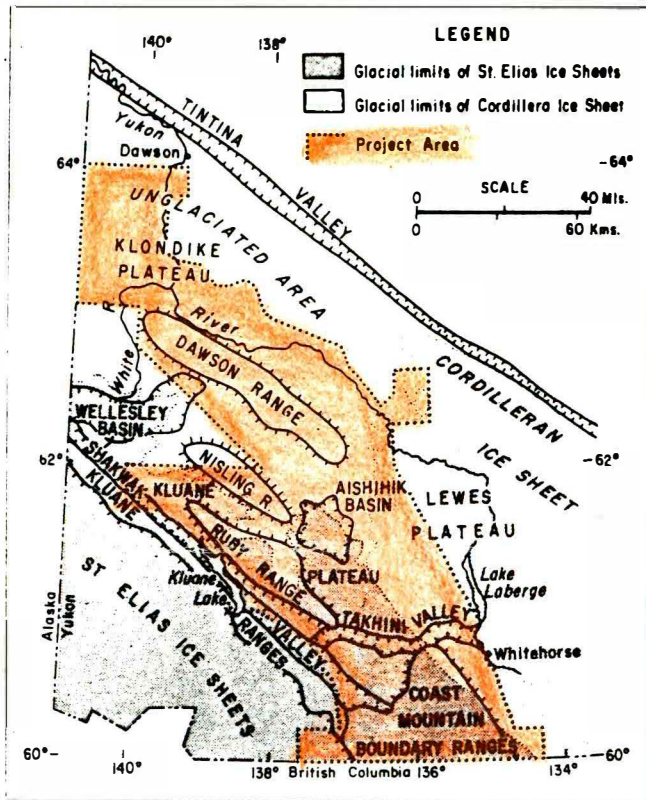 LEGEND
Glacial limits of St. Elias Ice Sheets
Glacial limits of Cordillera Ice Sheet
Project Area
SCALE
0 40 Mls.
0 60 Kms.
140° 138°
64° -64°
TINTINA
VALLEY
Yukon
Dawson
UNGLACIATED AREA
KLONDIKE
PLATEAU
River
R
White
DAWSON RANGE
CORDILLERAN
ICE SHEET
WELLESLEY
BASIN
62° -62°
SHAKWAK
KLUANE
KLUANE
NISLING R.
AISHIHIK
BASIN
LEWES
PLATEAU
RUBY RANGE
PLATEAU
Kluane
Lake
Lake
Laberge
TAKHINI VALLEY
RANGES
VALLEY
Alaska
Yukon
ST ELIAS ICE SHEETS
Whitehorse
COAST
MOUNTAIN
BOUNDARY RANGES
60° -60°
140° 138° British Columbia 136° 134°